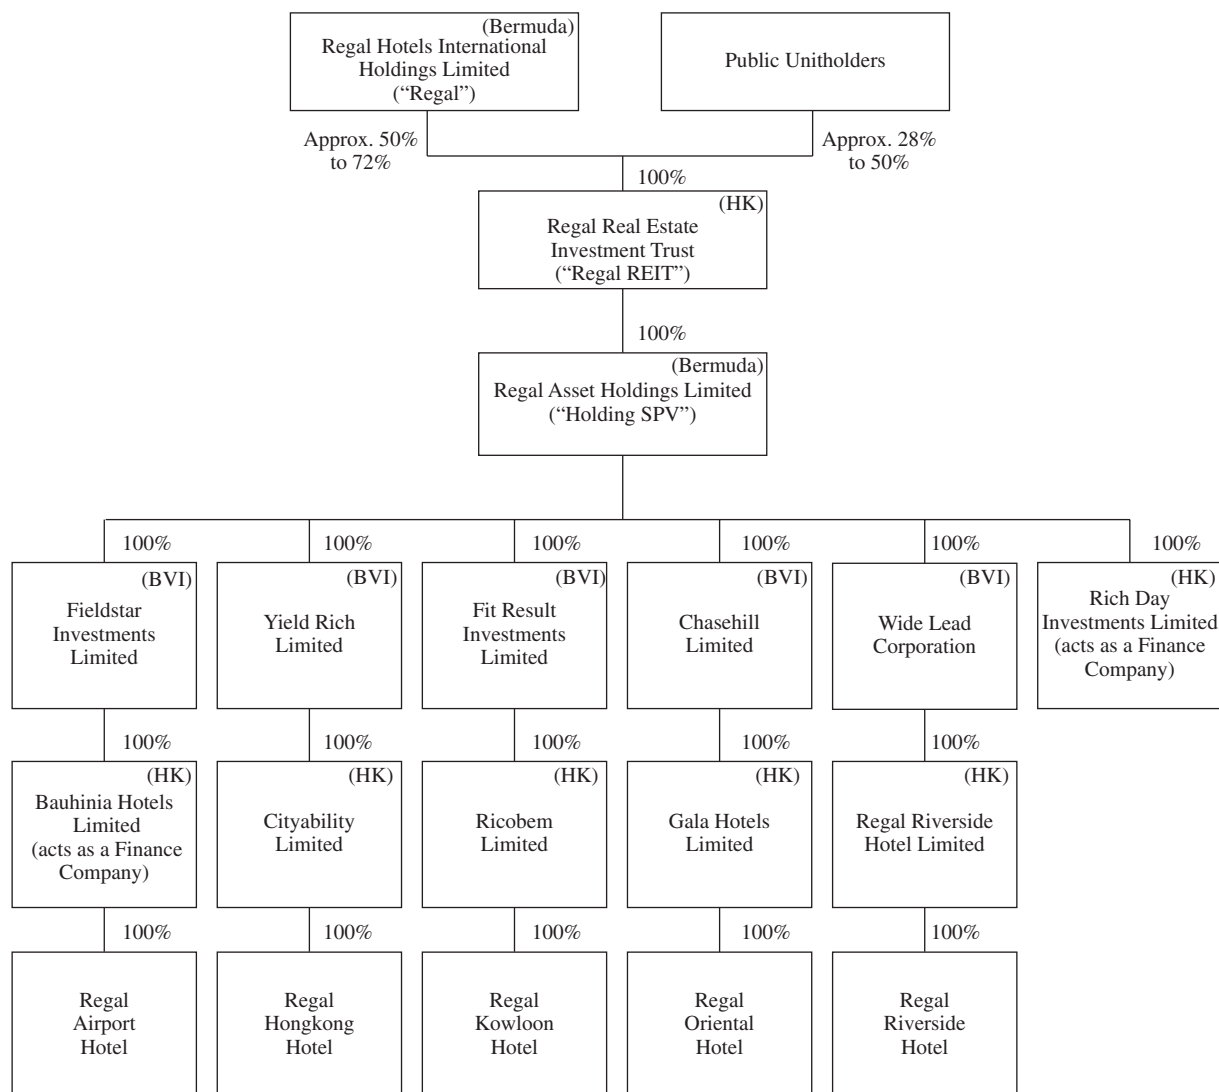 (Bermuda)
Regal Hotels International
Holdings Limited
(“Regal”)
Public Unitholders
Approx. 50%
to 72%
Approx. 28%
to 50%
100%
(HK)
Regal Real Estate
Investment Trust
(“Regal REIT”)
100%
(Bermuda)
Regal Asset Holdings Limited
(“Holding SPV”)
100%
100%
100%
100%
100%
100%
(BVI)
Fieldstar
Investments
Limited
(BVI)
Yield Rich
Limited
(BVI)
Fit Result
Investments
Limited
(BVI)
Chasehill
Limited
(BVI)
Wide Lead
Corporation
(HK)
Rich Day
Investments Limited
(acts as a Finance
Company)
100%
100%
100%
100%
100%
(HK)
Bauhinia Hotels
Limited
(acts as a Finance
Company)
(HK)
Cityability
Limited
(HK)
Ricobem
Limited
(HK)
Gala Hotels
Limited
(HK)
Regal Riverside
Hotel Limited
100%
100%
100%
100%
100%
Regal
Airport
Hotel
Regal
Hongkong
Hotel
Regal
Kowloon
Hotel
Regal
Oriental
Hotel
Regal
Riverside
Hotel